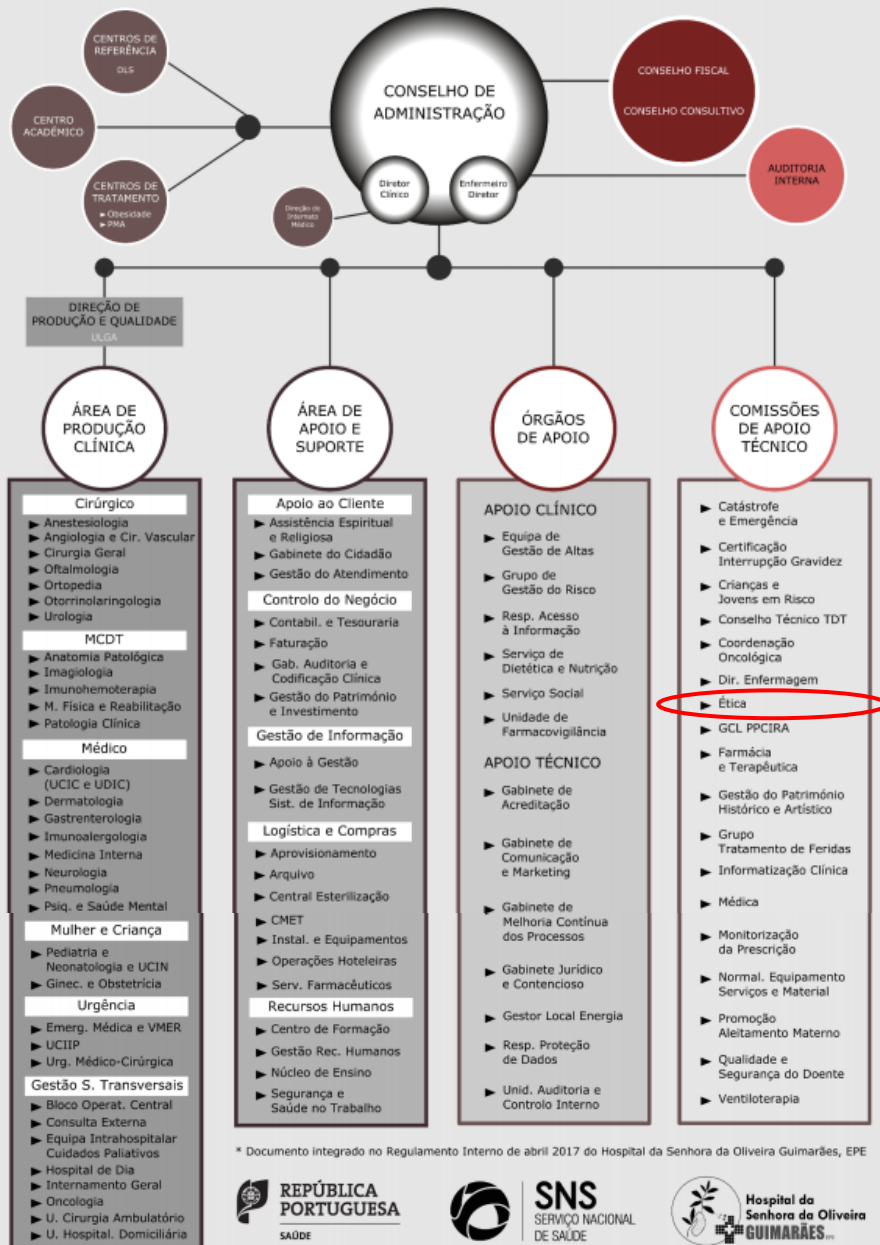 CENTROS DE
REFERÊNCIA
DLS
CENTRO
ACADÉMICO
CENTROS DE
TRATAMENTO
► Obesidade
► PMA
CONSELHO DE
ADMINISTRAÇÃO
Diretor
Clínico
Enfermeiro
Diretor
Direção do
Internato
Médico
CONSELHO FISCAL
CONSELHO CONSULTIVO
AUDITORIA
INTERNA
DIREÇÃO DE
PRODUÇÃO E QUALIDADE
ULGA
ÁREA DE
PRODUÇÃO
CLÍNICA
Cirúrgico
► Anestesiologia
► Angiologia e Cir. Vascular
► Cirurgia Geral
► Oftalmologia
► Ortopedia
► Otorrinolaringologia
► Urologia
MCDT
► Anatomia Patológica
► Imagiologia
► Imunohemoterapia
► M. Física e Reabilitação
► Patologia Clínica
Médico
► Cardiologia
(UCIC e UDIC)
► Dermatologia
► Gastrenterologia
► Imunoalergologia
► Medicina Interna
► Neurologia
► Pneumologia
► Psiq. e Saúde Mental
Mulher e Criança
► Pediatria e
Neonatologia e UCIN
► Ginec. e Obstetrícia
Urgência
► Emerg. Médica e VMER
► UCIIP
► Urg. Médico-Cirúrgica
Gestão S. Transversais
► Bloco Operat. Central
► Consulta Externa
► Equipa Intrahospitalar
Cuidados Paliativos
► Hospital de Dia
► Internamento Geral
► Oncologia
► U. Cirurgia Ambulatório
► U. Hospital. Domiciliária
ÁREA DE
APOIO E
SUPORTE
Apoio ao Cliente
► Assistência Espiritual
e Religiosa
► Gabinete do Cidadão
► Gestão do Atendimento
Controlo do Negócio
► Contabil. e Tesouraria
► Faturação
► Gab. Auditoria e
Codificação Clínica
► Gestão do Património
e Investimento
Gestão de Informação
► Apoio à Gestão
► Gestão de Tecnologias
Sist. de Informação
Logística e Compras
► Aprovisionamento
► Arquivo
► Central Esterilização
► CMET
► Instal. e Equipamentos
► Operações Hoteleiras
► Serv. Farmacêuticos
Recursos Humanos
► Centro de Formação
► Gestão Rec. Humanos
► Núcleo de Ensino
► Segurança e
Saúde no Trabalho
ÓRGÃOS
DE APOIO
APOIO CLÍNICO
► Equipa de
Gestão de Altas
► Grupo de
Gestão do Risco
► Resp. Acesso
à Informação
► Serviço de
Dietética e Nutrição
► Serviço Social
► Unidade de
Farmacovigilância
APOIO TÉCNICO
► Gabinete de
Acreditação
► Gabinete de
Comunicação
e Marketing
► Gabinete de
Melhoria Contínua
dos Processos
► Gabinete Jurídico
e Contencioso
► Gestor Local Energia
► Resp. Proteção
de Dados
► Unid. Auditoria e
Controlo Interno
COMISSÕES
DE APOIO
TÉCNICO
► Catástrofe
e Emergência
► Certificação
Interrupção Gravidez
► Crianças e
Jovens em Risco
► Conselho Técnico TDT
► Coordenação
Oncológica
► Dir. Enfermagem
► Ética
► GCL PPCIRA
► Farmácia
e Terapêutica
► Gestão do Património
Histórico e Artístico
► Grupo
Tratamento de Feridas
► Informatização Clínica
► Médica
► Monitorização
da Prescrição
► Normal. Equipamento
Serviços e Material
► Promoção
Aleitamento Materno
► Qualidade e
Segurança do Doente
► Ventiloterapia
* Documento integrado no Regulamento Interno de abril 2017 do Hospital da Senhora da Oliveira Guimarães, EPE
REPÚBLICA
PORTUGUESA
SAÚDE
SNS
SERVIÇO NACIONAL
DE SAÚDE
Hospital da
Senhora da Oliveira
GUIMARÃES EPE